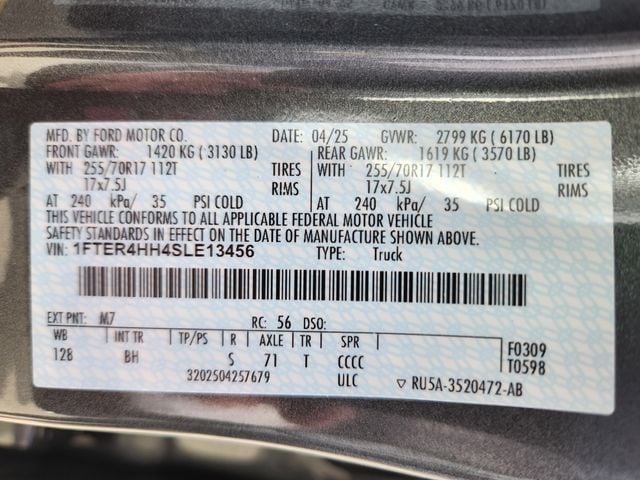 MFD. BY FORD MOTOR CO. DATE: 04/25 GVWR: 2799 KG ( 6170 LB)
FRONT GAWR: 1420 KG ( 3130 LB) REAR GAWR: 1619 KG ( 3570 LB)
WITH 255/70R17 112T TIRES WITH 255/70R17 112T TIRES
17x7.5J RIMS 17x7.5J RIMS
AT 240 kPa/ 35 PSI COLD AT 240 kPa/ 35 PSI COLD
THIS VEHICLE CONFORMS TO ALL APPLICABLE FEDERAL MOTOR VEHICLE
SAFETY STANDARDS IN EFFECT ON THE DATE OF MANUFACTURE SHOWN ABOVE.
VIN: 1FTER4HH4SLE13456 TYPE: Truck
EXT PNT: M7 RC: 56 DSO:
WB INT TR TP/PS R AXLE TR SPR
128 BH S 71 T CCCC
F0309
T0598
3202504257679 ULC ▽ RU5A-3520472-AB